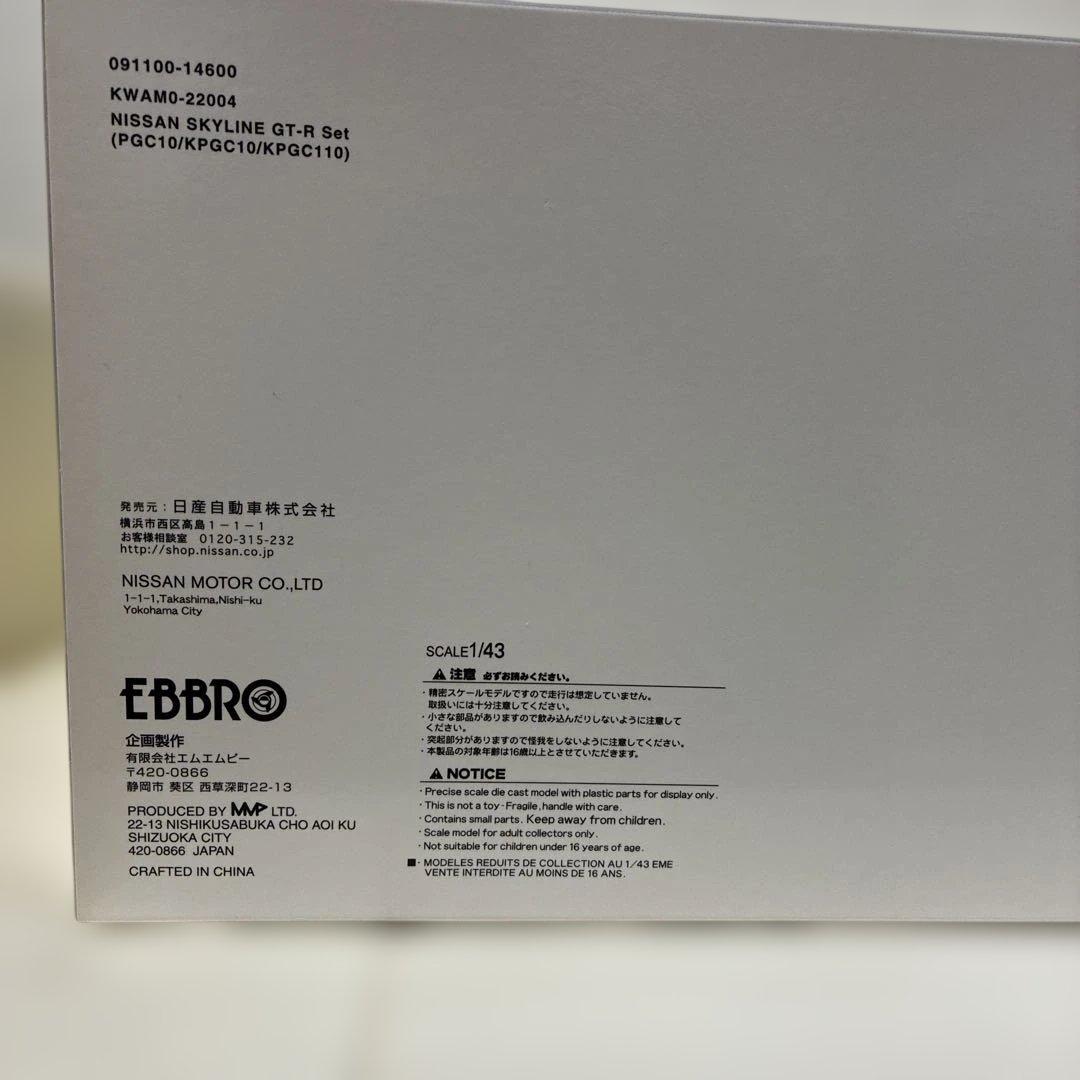 091100-14600
KWAM0-22004
NISSAN SKYLINE GT-R Set
(PGC10/KPGC10/KPGC110)
発売元：日産自動車株式会社
横浜市西区高島1－1－1
お客様相談室 0120-315-232
http://shop.nissan.co.jp
NISSAN MOTOR CO.,LTD
1-1-1,Takashima,Nishi-ku
Yokohama City
EBBRO
企画製作
有限会社エムエムピー
〒420-0866
静岡市 葵区 西草深町22-13
PRODUCED BY MMP LTD.
22-13 NISHIKUSABUKA CHO AOI KU
SHIZUOKA CITY
420-0866 JAPAN
CRAFTED IN CHINA
SCALE1/43
⚠ 注意 必ずお読みください。
・精密スケールモデルですので走行は想定していません。
取扱いには十分注意してください。
・小さな部品がありますので飲み込んだりしないように注意して
ください。
・突起部分がありますので怪我をしないように注意してください。
・本製品の対象年齢は16歳以上とさせていただきます。
⚠ NOTICE
・Precise scale die cast model with plastic parts for display only.
・This is not a toy-Fragile, handle with care.
・Contains small parts. Keep away from children.
・Scale model for adult collectors only.
・Not suitable for children under 16 years of age.
■・MODELES REDUITS DE COLLECTION AU 1/43 EME
VENTE INTERDITE AU MOINS DE 16 ANS.